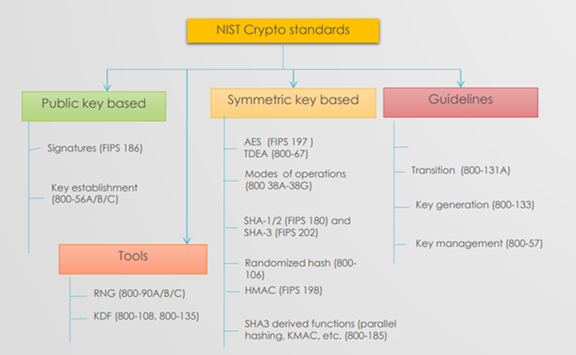 NIST Crypto standards
Public key based
Signatures (FIPS 186)
Key establishment
(800-56A/B/C)
Tools
RNG (800-90A/B/C)
KDF (800-108, 800-135)
Symmetric key based
AES (FIPS 197 )
TDEA (800-67)
Modes of operations
(800 38A-38G)
SHA-1/2 (FIPS 180) and
SHA-3 (FIPS 202)
Randomized hash (800-
106)
HMAC (FIPS 198)
SHA3 derived functions (parallel
hashing, KMAC, etc. (800-185)
Guidelines
Transition (800-131A)
Key generation (800-133)
Key management (800-57)